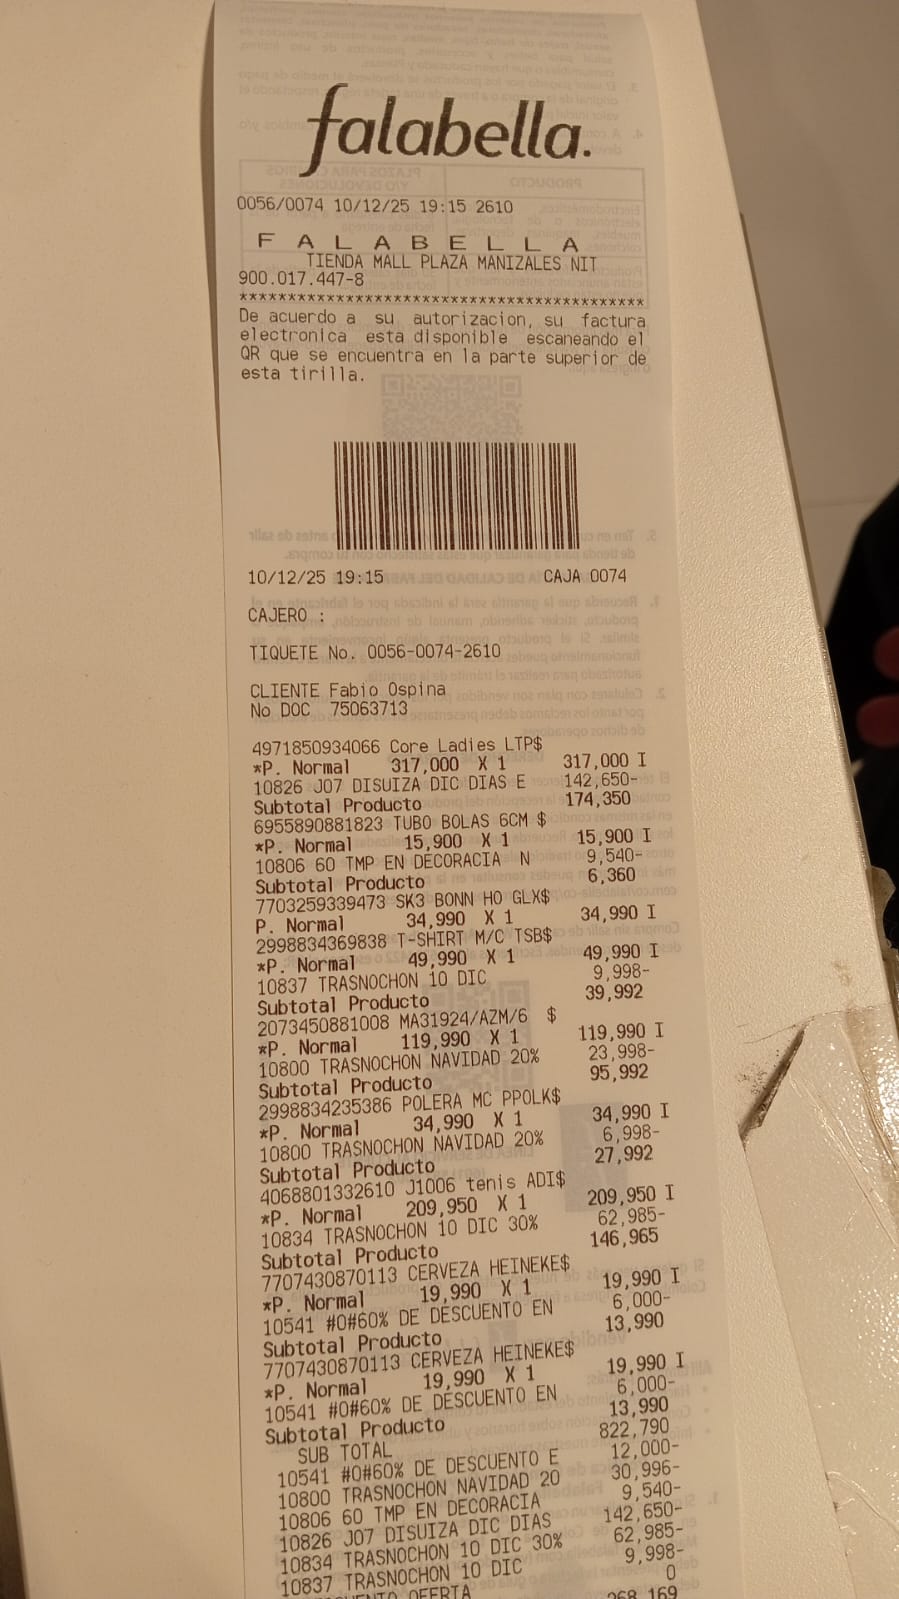 falabella.
0056/0074 10/12/25 19:15 2610
F A L A B E L L A
TIENDA MALL PLAZA MANIZALES NIT
900.017.447-8
******************************************
De acuerdo a su autorizacion, su factura
electronica esta disponible escaneando el
QR que se encuentra en la parte superior de
esta tirilla.
10/12/25 19:15 CAJA 0074
CAJERO :
TIQUETE No. 0056-0074-2610
CLIENTE Fabio Ospina
No DOC 75063713
4971850934066 Core Ladies LTP$
*P. Normal 317,000 X 1 317,000 I
10826 J07 DISUIZA DIC DIAS E 142,650-
Subtotal Producto 174,350
6955890881823 TUBO BOLAS 6CM $
*P. Normal 15,900 X 1 15,900 I
10806 60 TMP EN DECORACIA N 9,540-
Subtotal Producto 6,360
7703259339473 SK3 BONN HO GLX$
P. Normal 34,990 X 1 34,990 I
2998834369838 T-SHIRT M/C TSB$
*P. Normal 49,990 X 1 49,990 I
10837 TRASNOCHON 10 DIC 9,998-
Subtotal Producto 39,992
2073450881008 MA31924/AZM/6 $
*P. Normal 119,990 X 1 119,990 I
10800 TRASNOCHON NAVIDAD 20% 23,998-
Subtotal Producto 95,992
2998834235386 POLERA MC PPOLK$
*P. Normal 34,990 X 1 34,990 I
10800 TRASNOCHON NAVIDAD 20% 6,998-
Subtotal Producto 27,992
4068801332610 J1006 tenis ADI$
*P. Normal 209,950 X 1 209,950 I
10834 TRASNOCHON 10 DIC 30% 62,985-
Subtotal Producto 146,965
7707430870113 CERVEZA HEINEKE$
*P. Normal 19,990 X 1 19,990 I
10541 #0#60% DE DESCUENTO EN 6,000-
Subtotal Producto 13,990
7707430870113 CERVEZA HEINEKE$
*P. Normal 19,990 X 1 19,990 I
10541 #0#60% DE DESCUENTO EN 6,000-
Subtotal Producto 13,990
SUB TOTAL 822,790
10541 #0#60% DE DESCUENTO E 12,000-
10800 TRASNOCHON NAVIDAD 20 30,996-
10806 60 TMP EN DECORACIA 9,540-
10826 J07 DISUIZA DIC DIAS 142,650-
10834 TRASNOCHON 10 DIC 30% 62,985-
10837 TRASNOCHON 10 DIC 9,998-
OFERTA 0